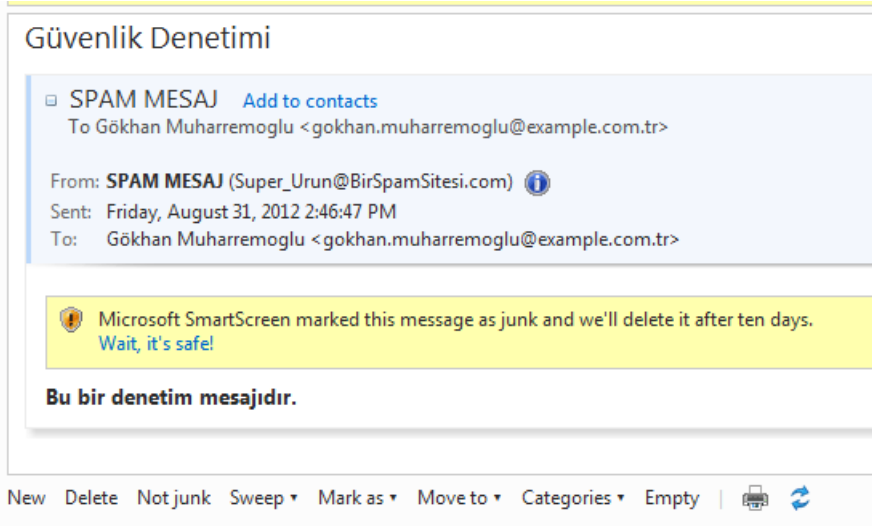 Güvenlik Denetimi
SPAM MESAJ Add to contacts
To Gökhan Muharremoglu <gokhan.muharremoglu@example.com.tr>
From: SPAM MESAJ (Super_Urun@BirSpamSitesi.com)
Sent: Friday, August 31, 2012 2:46:47 PM
To: Gökhan Muharremoglu <gokhan.muharremoglu@example.com.tr>
Microsoft SmartScreen marked this message as junk and we'll delete it after ten days.
Wait, it's safe!
Bu bir denetim mesajıdır.
New Delete Not junk Sweep Mark as Move to Categories Empty